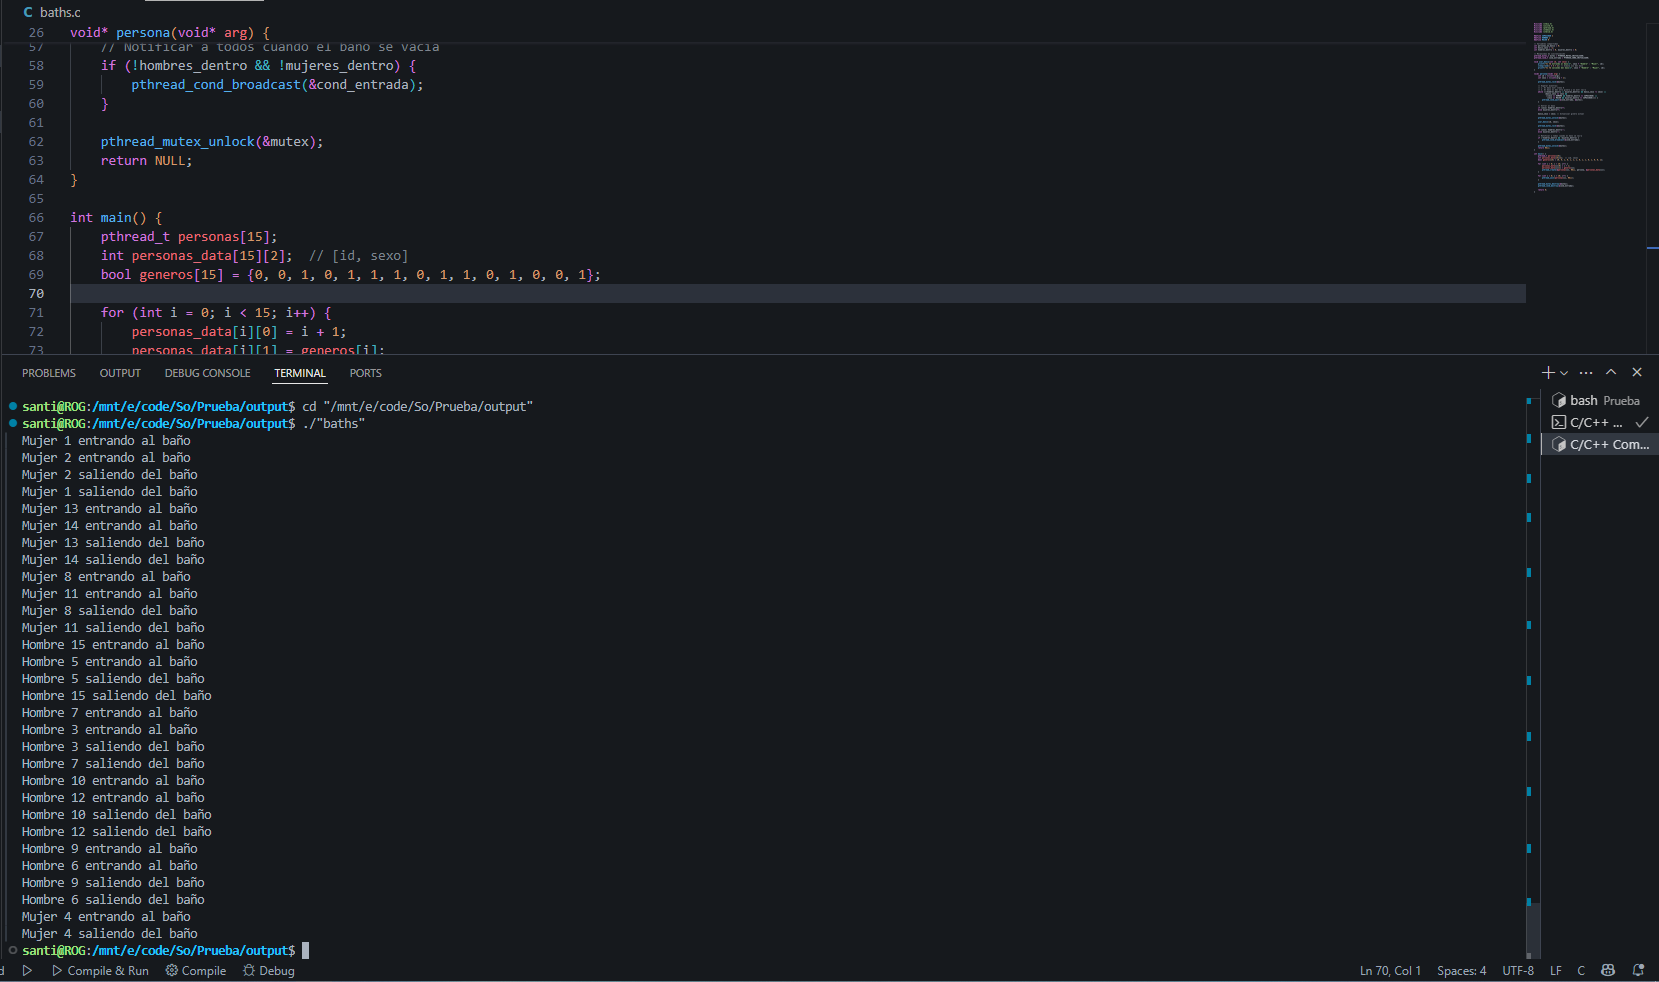 baths.c
26 void* persona(void* arg) {
57 // Notificar a todos cuando el baño se vacía
58 if (!hombres_dentro && !mujeres_dentro) {
59 pthread_cond_broadcast(&cond_entrada);
60 }
61
62 pthread_mutex_unlock(&mutex);
63 return NULL;
64 }
65
66 int main() {
67 pthread_t personas[15];
68 int personas_data[15][2]; // [id, sexo]
69 bool generos[15] = {0, 0, 1, 0, 1, 1, 1, 0, 1, 1, 0, 1, 0, 0, 1};
70
71 for (int i = 0; i < 15; i++) {
72 personas_data[i][0] = i + 1;
73 personas_data[i][1] = generos[i];
PROBLEMS OUTPUT DEBUG CONSOLE TERMINAL PORTS
santi@ROG:/mnt/e/code/So/Prueba/output$ cd "/mnt/e/code/So/Prueba/output"
santi@ROG:/mnt/e/code/So/Prueba/output$ ./"baths"
Mujer 1 entrando al baño
Mujer 2 entrando al baño
Mujer 2 saliendo del baño
Mujer 1 saliendo del baño
Mujer 13 entrando al baño
Mujer 14 entrando al baño
Mujer 13 saliendo del baño
Mujer 14 saliendo del baño
Mujer 8 entrando al baño
Mujer 11 entrando al baño
Mujer 8 saliendo del baño
Mujer 11 saliendo del baño
Hombre 15 entrando al baño
Hombre 5 entrando al baño
Hombre 5 saliendo del baño
Hombre 15 saliendo del baño
Hombre 7 entrando al baño
Hombre 3 entrando al baño
Hombre 3 saliendo del baño
Hombre 7 saliendo del baño
Hombre 10 entrando al baño
Hombre 12 entrando al baño
Hombre 10 saliendo del baño
Hombre 12 saliendo del baño
Hombre 9 entrando al baño
Hombre 6 entrando al baño
Hombre 9 saliendo del baño
Hombre 6 saliendo del baño
Mujer 4 entrando al baño
Mujer 4 saliendo del baño
santi@ROG:/mnt/e/code/So/Prueba/output$
bash Prueba
C/C++ ...
C/C++ Com...
Compile & Run Compile Debug
Ln 70, Col 1 Spaces: 4 UTF-8 LF C